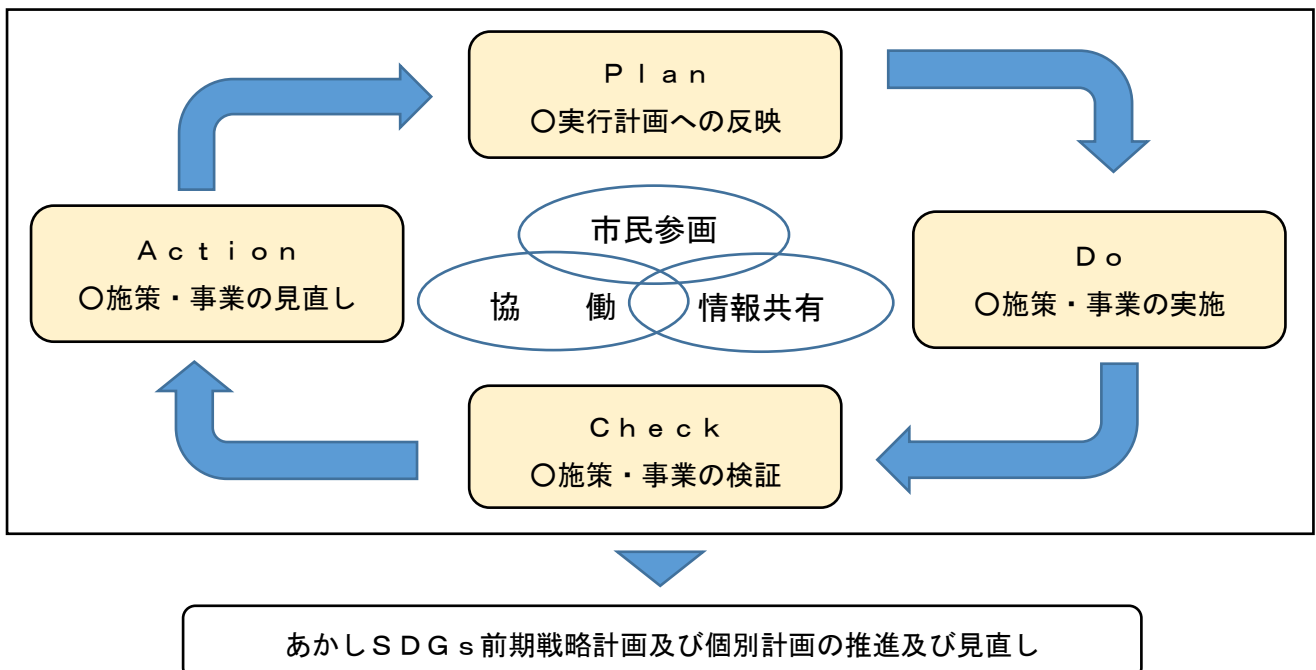 Ｐｌａｎ
〇実行計画への反映
市民参画
Ａｃｔｉｏｎ
〇施策・事業の見直し
Ｄｏ
〇施策・事業の実施
協　　働
情報共有
Ｃｈｅｃｋ
〇施策・事業の検証
あかしＳＤＧｓ前期戦略計画及び個別計画の推進及び見直し